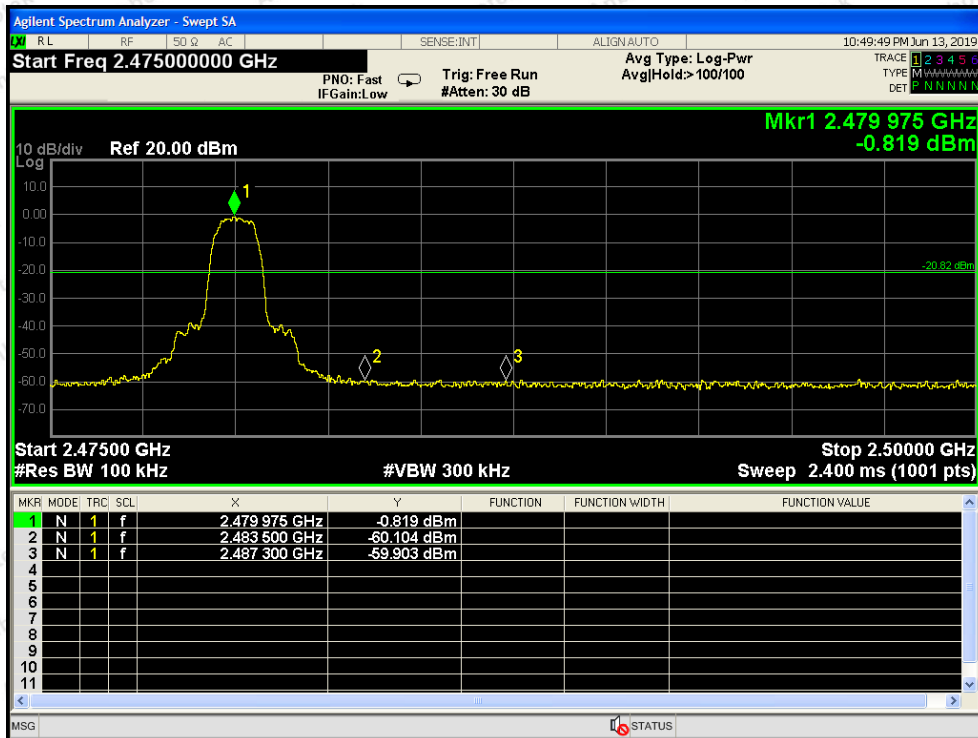 Agilent Spectrum Analyzer - Swept SA
LXI RL RF 50 Ω AC SENSE:INT ALIGNAUTO 10:49:49 PM Jun 13, 2019
Start Freq 2.475000000 GHz
PNO: Fast
IFGain:Low
Trig: Free Run
#Atten: 30 dB
Avg Type: Log-Pwr
Avg|Hold:>100/100
TRACE 1 2 3 4 5 6
TYPE MWWWWW
DET P N N N N N
Mkr1 2.479 975 GHz
-0.819 dBm
10 dB/div Ref 20.00 dBm
Log
10.0
0.00
-10.0
-20.0
-30.0
-40.0
-50.0
-60.0
-70.0
1
2
3
-20.82 dBm
Start 2.47500 GHz Stop 2.50000 GHz
#Res BW 100 kHz #VBW 300 kHz Sweep 2.400 ms (1001 pts)
MKR MODE TRC SCL X Y FUNCTION FUNCTION WIDTH FUNCTION VALUE
1 N 1 f 2.479 975 GHz -0.819 dBm
2 N 1 f 2.483 500 GHz -60.104 dBm
3 N 1 f 2.487 300 GHz -59.903 dBm
4
5
6
7
8
9
10
11
MSG STATUS